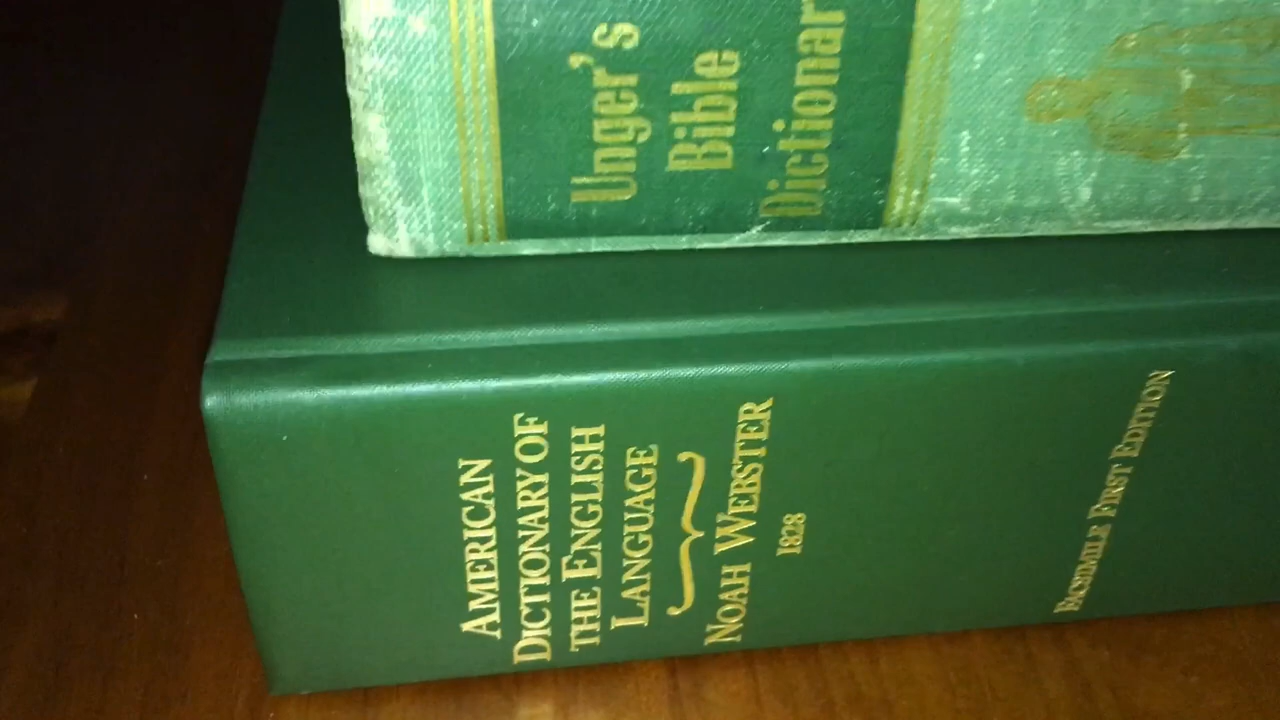 Unger's
Bible
Dictionar
AMERICAN
DICTIONARY OF
THE ENGLISH
LANGUAGE
NOAH WEBSTER
1828
FACSIMILE FIRST EDITION